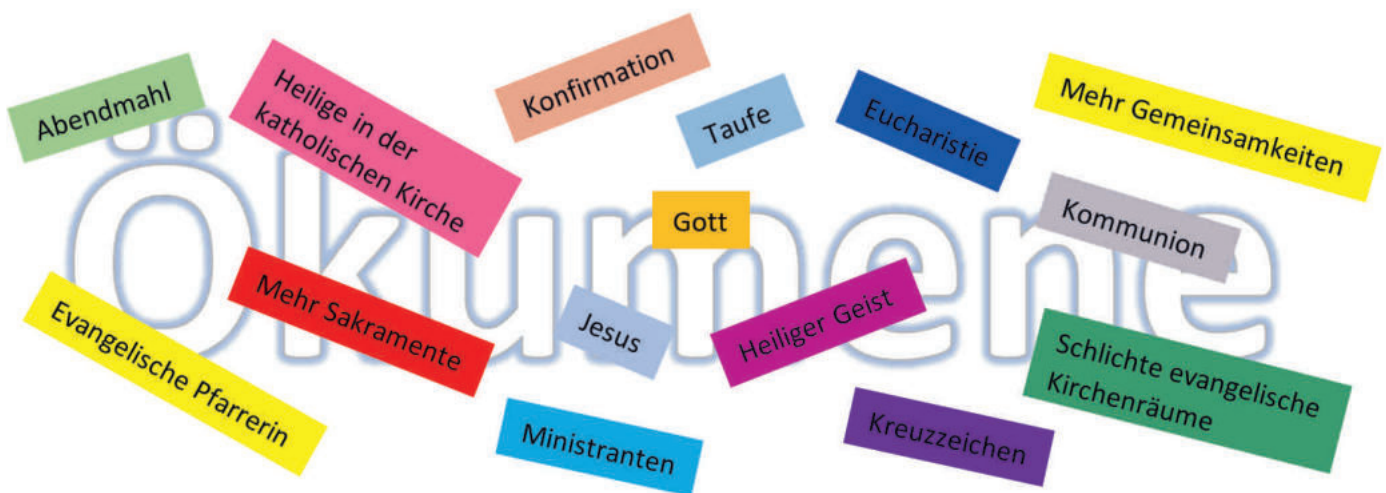 Abendmahl
Heilige in der
katholischen Kirche
Konfirmation
Taufe
Eucharistie
Mehr Gemeinsamkeiten
Ökumene
Gott
Kommunion
Evangelische Pfarrerin
Mehr Sakramente
Jesus
Heiliger Geist
Schlichte evangelische
Kirchenräume
Ministranten
Kreuzzeichen